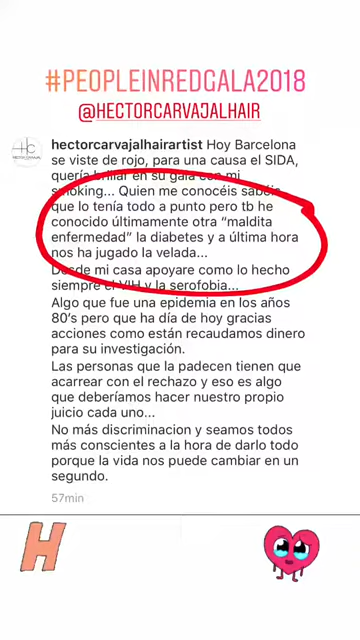 #PEOPLEINREDGALA2018
@HECTORCARVAJALHAIR
HC
HECTOR CARVAJAL
hectorcarvajalhairartist Hoy Barcelona
se viste de rojo, para una causa el SIDA,
quería brillar en su gala con mi
smoking... Quien me conocéis sabéis
que lo tenía todo a punto pero tb he
conocido últimamente otra “maldita
enfermedad” la diabetes y a última hora
nos ha jugado la velada...
Desde mi casa apoyare como lo hecho
siempre el VIH y la serofobia...
Algo que fue una epidemia en los años
80's pero que ha día de hoy gracias
acciones como están recaudamos dinero
para su investigación.
Las personas que la padecen tienen que
acarrear con el rechazo y eso es algo
que deberíamos hacer nuestro propio
juicio cada uno...
No más discriminacion y seamos todos
más conscientes a la hora de darlo todo
porque la vida nos puede cambiar en un
segundo.
57min
H